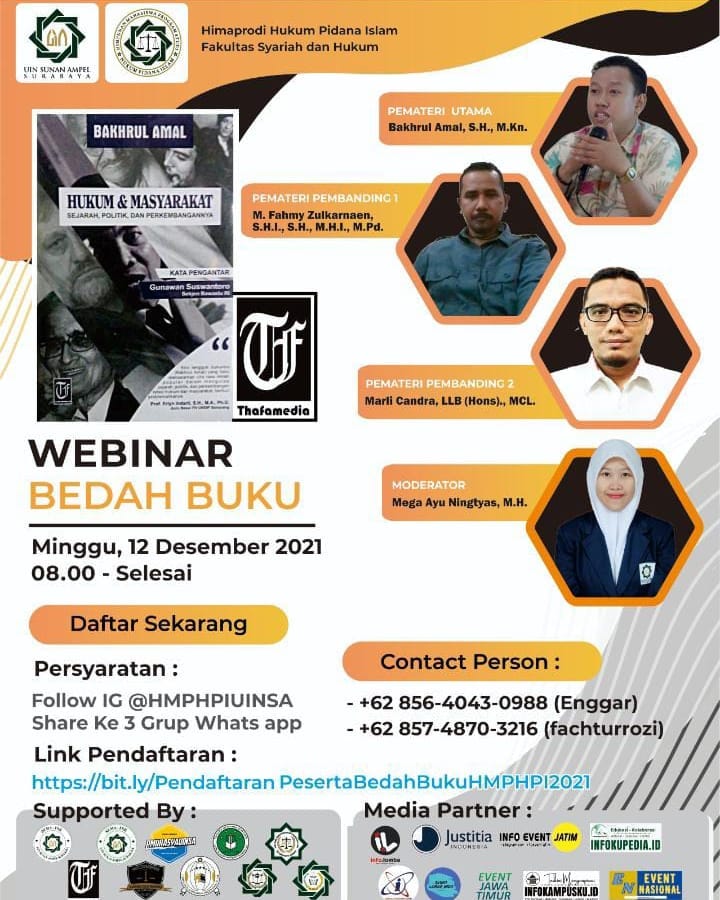 UIN SUNAN AMPEL
SURABAYA
Himaprodi Hukum Pidana Islam
Fakultas Syariah dan Hukum
PEMATERI UTAMA
Bakhrul Amal, S.H., M.Kn.
BAKHRUL AMAL
HUKUM & MASYARAKAT
SEJARAH, POLITIK, DAN PERKEMBANGANNYA
KATA PENGANTAR
Gunawan Suswantoro
Sekjen Bawaslu RI
PEMATERI PEMBANDING 1
M. Fahmy Zulkarnaen,
S.H.I., S.H., M.H.I., M.Pd.
Thafamedia
PEMATERI PEMBANDING 2
Marli Candra, LLB (Hons)., MCL.
WEBINAR
BEDAH BUKU
MODERATOR
Mega Ayu Ningtyas, M.H.
Minggu, 12 Desember 2021
08.00 - Selesai
Daftar Sekarang
Persyaratan :
Follow IG @HMPHPIUINSA
Share Ke 3 Grup Whats app
Contact Person :
- +62 856-4043-0988 (Enggar)
- +62 857-4870-3216 (fachturrozi)
Link Pendaftaran :
https://bit.ly/Pendaftaran PesertaBedahBukuHMPHPI2021
Supported By :
Media Partner :
Justitia
INDONESIA
INFO EVENT JATIM
INFOKUPEDIA.ID
EVENT
JAWA
TIMUR
INFOKAMPUSKU.ID
EVENT
NASIONAL